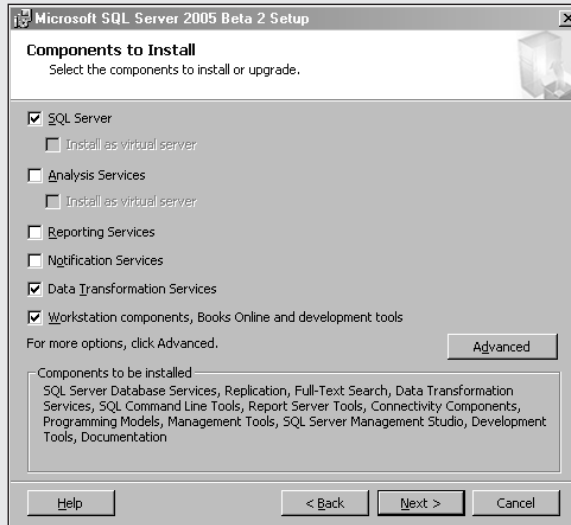 Microsoft SQL Server 2005 Beta 2 Setup
Components to Install
Select the components to install or upgrade.
SQL Server
Install as virtual server
Analysis Services
Install as virtual server
Reporting Services
Notification Services
Data Transformation Services
Workstation components, Books Online and development tools
For more options, click Advanced.
Advanced
Components to be installed
SQL Server Database Services, Replication, Full-Text Search, Data Transformation
Services, SQL Command Line Tools, Report Server Tools, Connectivity Components,
Programming Models, Management Tools, SQL Server Management Studio, Development
Tools, Documentation
Help
< Back
Next >
Cancel